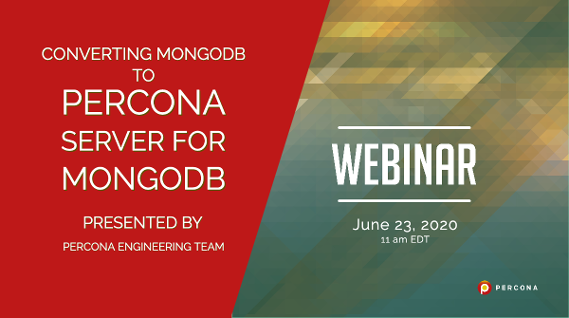 CONVERTING MONGODB
TO
PERCONA
SERVER FOR
MONGODB
PRESENTED BY
PERCONA ENGINEERING TEAM
WEBINAR
June 23, 2020
11 am EDT
PERCONA